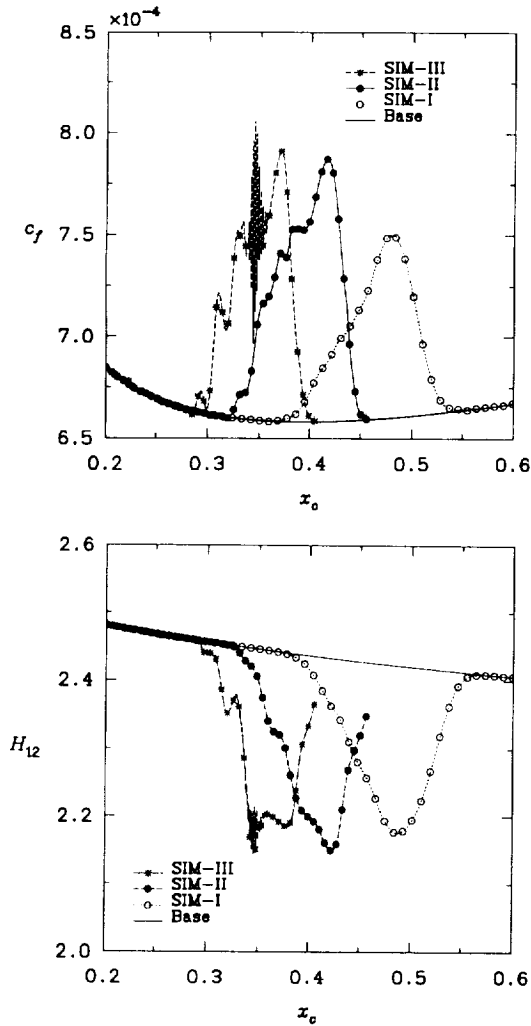 ×10⁻⁴
8.5
8.0
7.5
7.0
6.5
c_f
SIM-III
SIM-II
SIM-I
Base
0.2 0.3 0.4 0.5 0.6
x_c
2.6
2.4
2.2
2.0
H₁₂
SIM-III
SIM-II
SIM-I
Base
0.2 0.3 0.4 0.5 0.6
x_c